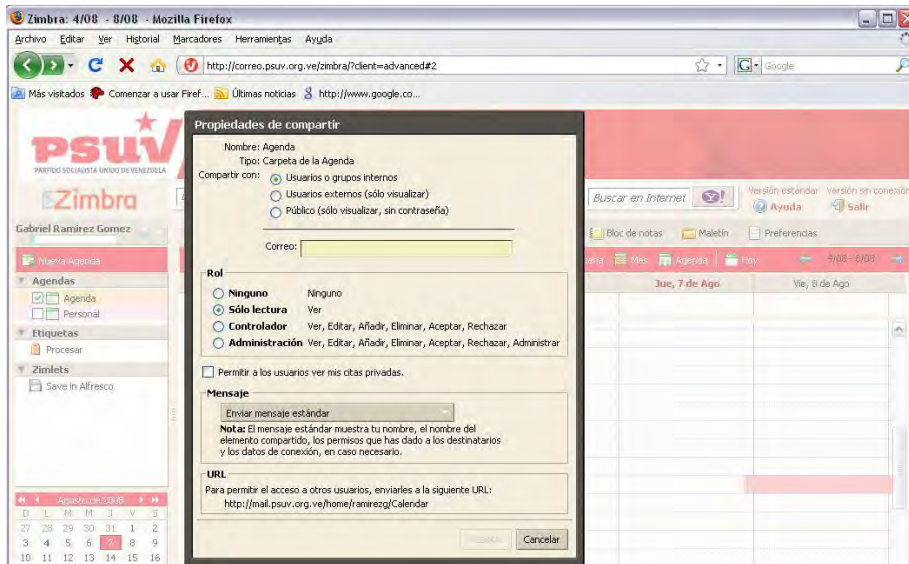 Zimbra: 4/08 - 8/08 - Mozilla Firefox
Archivo Editar Ver Historial Marcadores Herramientas Ayuda
http://correo.psuv.org.ve/zimbra/?client=advanced#2
G Google
Más visitados Comenzar a usar Firef... Últimas noticias http://www.google.co...
psuv
PARTIDO SOCIALISTA UNIDO DE VENEZUELA
Zimbra
Buscar en Internet Y!
Versión estándar Versión sin conexión
Ayuda Salir
Gabriel Ramirez Gomez
Bloc de notas Maletín Preferencias
Nueva Agenda
Mes Agenda Hoy 4/08 - 8/08
Jue, 7 de Ago Vie, 8 de Ago
Agendas
Agenda
Personal
Etiquetas
Procesar
Zimlets
Save in Alfresco
Agosto de 2008
D L M M J V S
27 28 29 30 31 1 2
3 4 5 6 7 8 9
10 11 12 13 14 15 16
Propiedades de compartir
Nombre: Agenda
Tipo: Carpeta de la Agenda
Compartir con: Usuarios o grupos internos
Usuarios externos (sólo visualizar)
Público (sólo visualizar, sin contraseña)
Correo:
Rol
Ninguno Ninguno
Sólo lectura Ver
Controlador Ver, Editar, Añadir, Eliminar, Aceptar, Rechazar
Administración Ver, Editar, Añadir, Eliminar, Aceptar, Rechazar, Administrar
Permitir a los usuarios ver mis citas privadas.
Mensaje
Enviar mensaje estándar
Nota: El mensaje estándar muestra tu nombre, el nombre del
elemento compartido, los permisos que has dado a los destinatarios
y los datos de conexión, en caso necesario.
URL
Para permitir el acceso a otros usuarios, enviarles a la siguiente URL:
http://mail.psuv.org.ve/home/ramirezg/Calendar
Cancelar